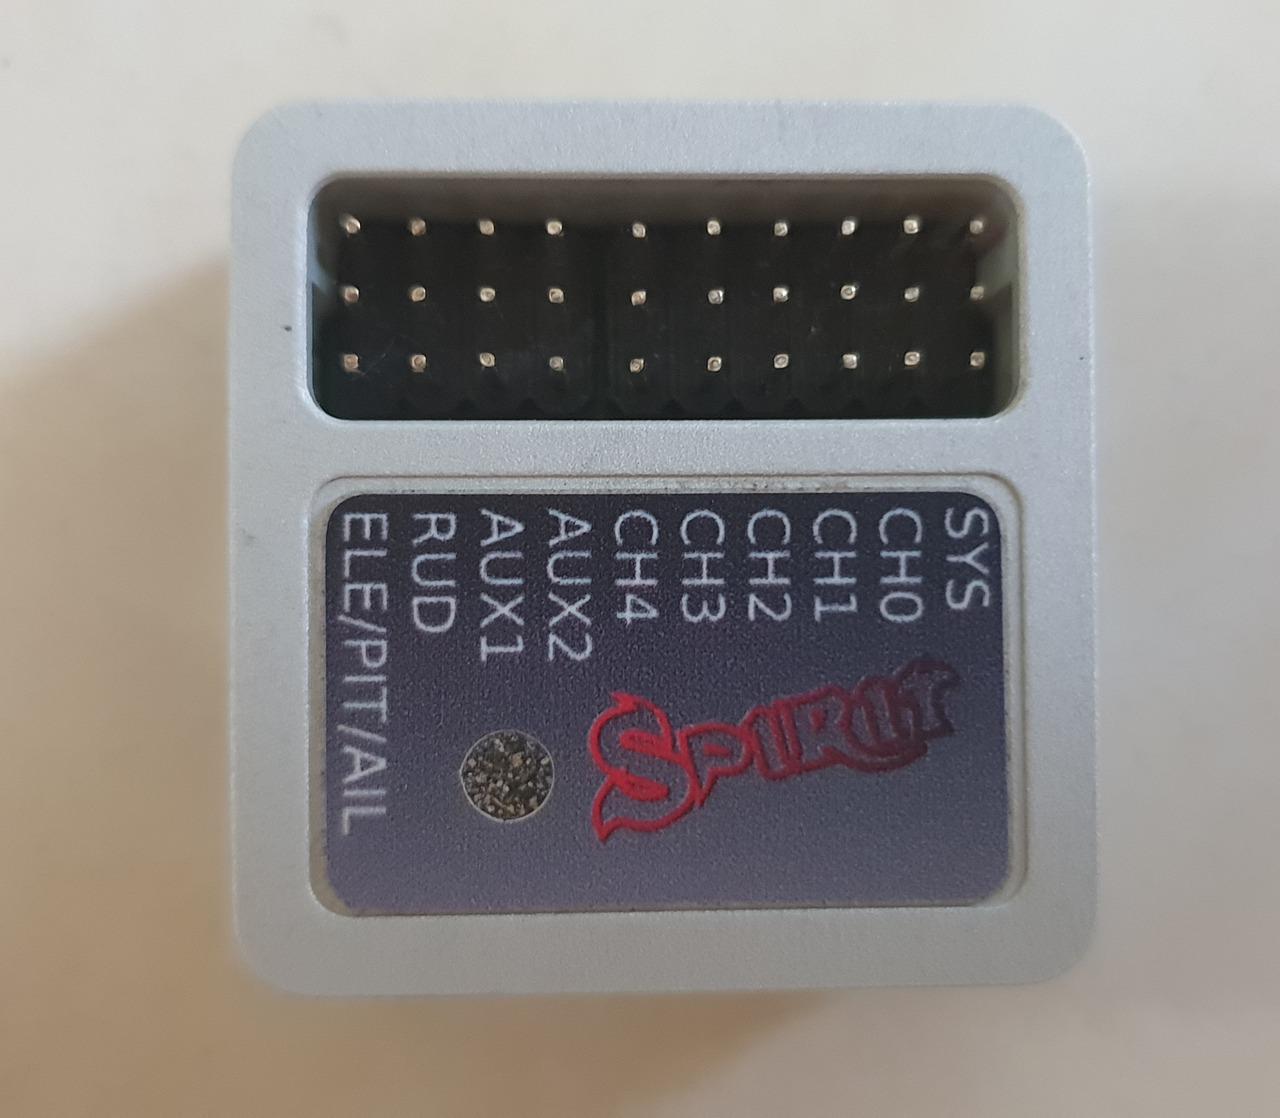 SYS
CH0
CH1
CH2
CH3
CH4
AUX2
AUX1
RUD
ELE/PIT/AIL
SPIRIT